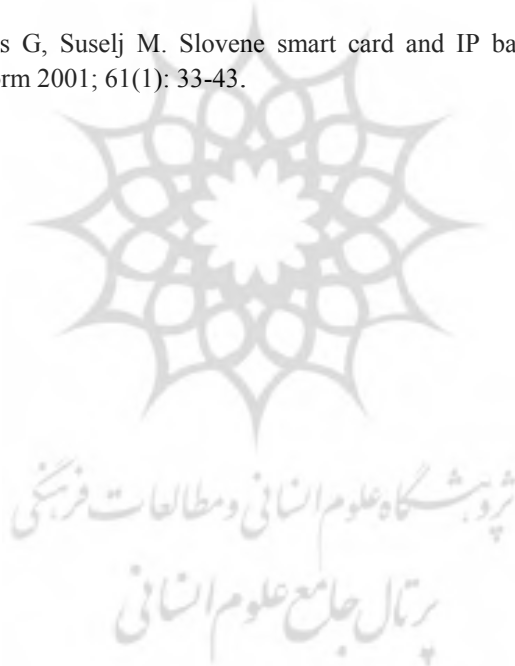 s G, Suselj M. Slovene smart card and IP ba
rm 2001; 61(1): 33-43.
پژوهشگاه علوم انسانی و مطالعات فرهنگی
پرتال جامع علوم انسانی